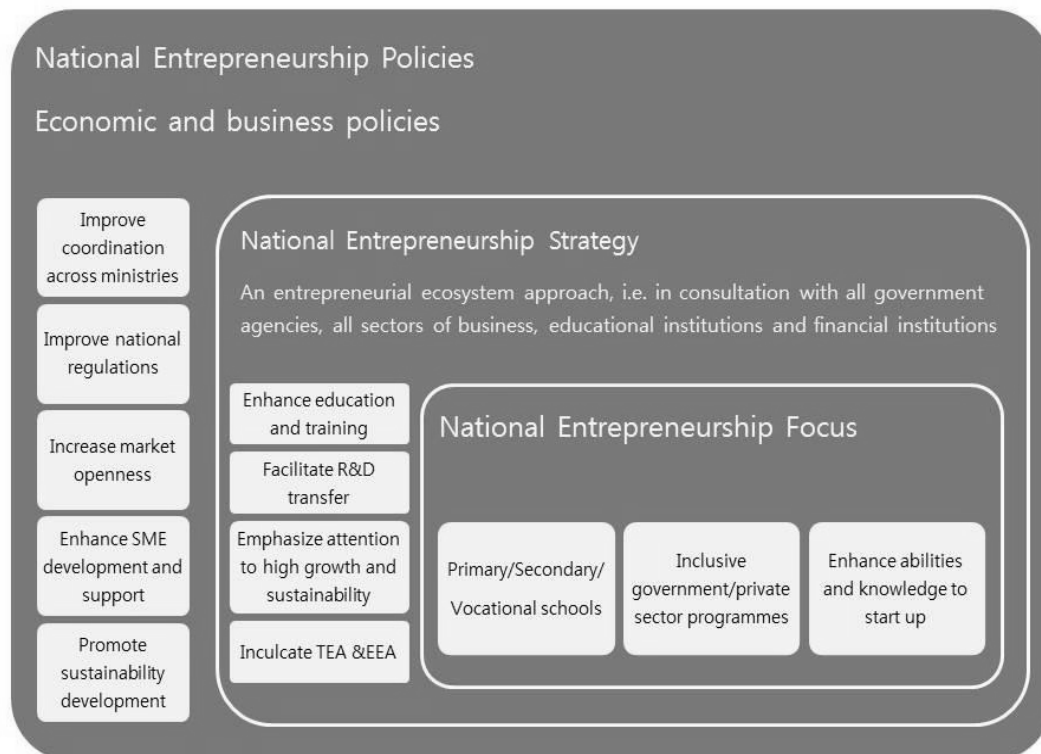 National Entrepreneurship Policies
Economic and business policies
Improve
coordination
across ministries
Improve national
regulations
Increase market
openness
Enhance SME
development and
support
Promote
sustainability
development
National Entrepreneurship Strategy
An entrepreneurial ecosystem approach, i.e. in consultation with all government
agencies, all sectors of business, educational institutions and financial institutions
Enhance education
and training
Facilitate R&D
transfer
Emphasize attention
to high growth and
sustainability
Inculcate TEA &EEA
National Entrepreneurship Focus
Primary/Secondary/
Vocational schools
Inclusive
government/private
sector programmes
Enhance abilities
and knowledge to
start up